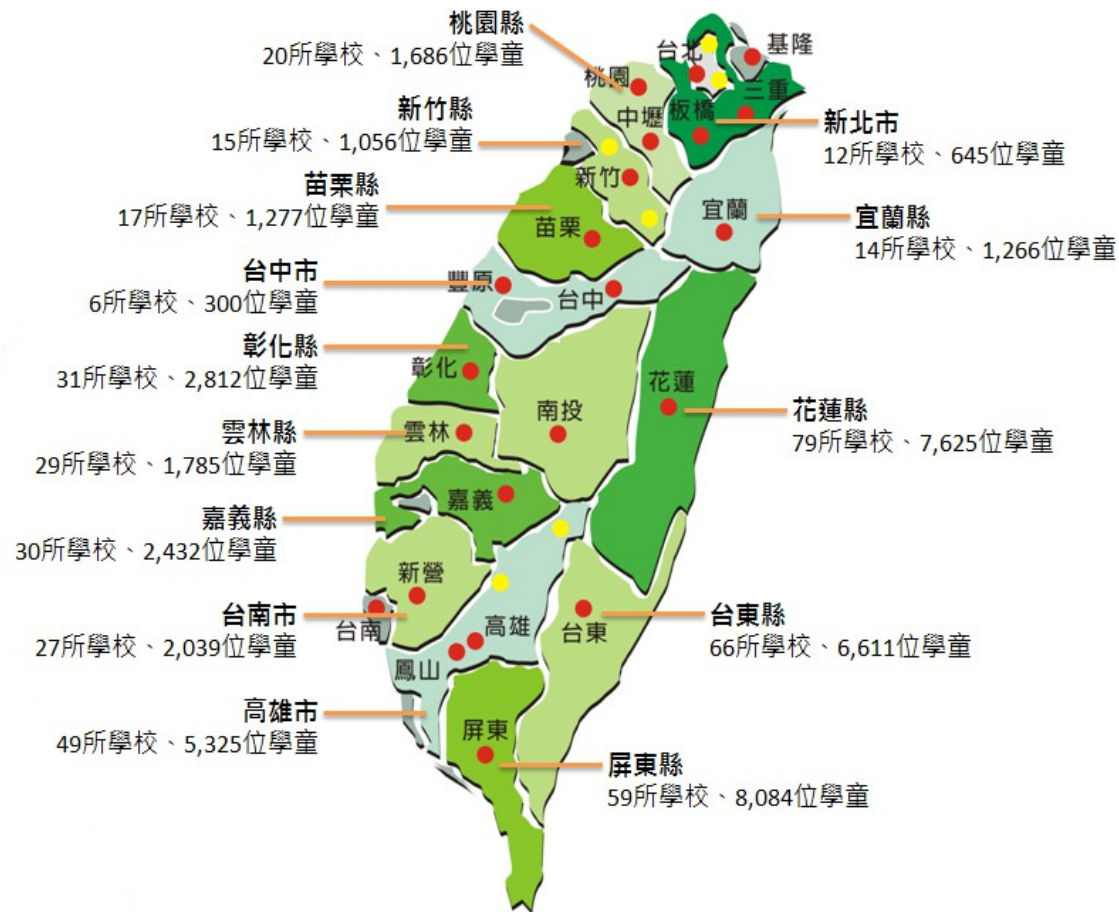 桃園縣
20所學校、1,686位學童
新竹縣
15所學校、1,056位學童
苗栗縣
17所學校、1,277位學童
台中市
6所學校、300位學童
彰化縣
31所學校、2,812位學童
雲林縣
29所學校、1,785位學童
嘉義縣
30所學校、2,432位學童
台南市
27所學校、2,039位學童
高雄市
49所學校、5,325位學童
台北
基隆
桃園
三重
中壢
板橋
新竹
苗栗
宜蘭
豐原
台中
彰化
花蓮
南投
雲林
嘉義
新營
台南
高雄
台東
鳳山
屏東
新北市
12所學校、645位學童
宜蘭縣
14所學校、1,266位學童
花蓮縣
79所學校、7,625位學童
台東縣
66所學校、6,611位學童
屏東縣
59所學校、8,084位學童